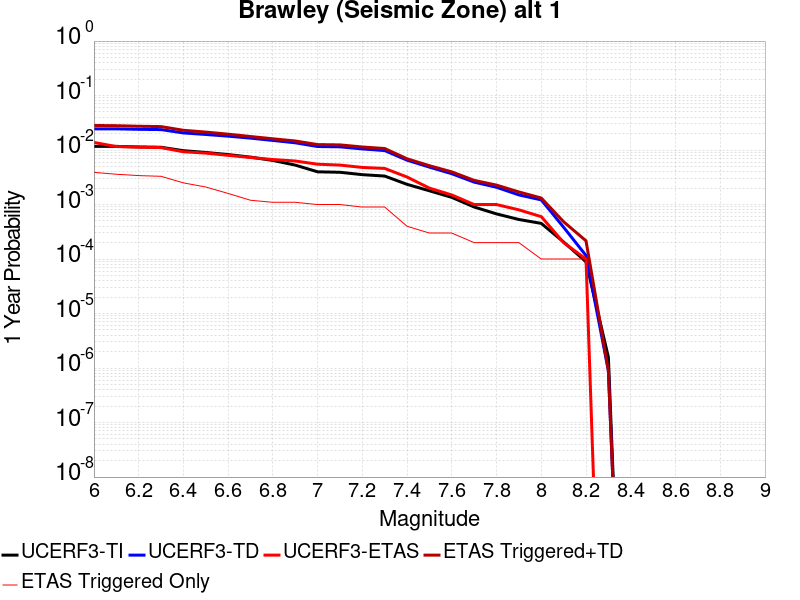 Brawley (Seismic Zone) alt 1
10^0
10^-1
10^-2
10^-3
10^-4
10^-5
10^-6
10^-7
10^-8
1 Year Probability
6 6.2 6.4 6.6 6.8 7 7.2 7.4 7.6 7.8 8 8.2 8.4 8.6 8.8 9
Magnitude
UCERF3-TI UCERF3-TD UCERF3-ETAS ETAS Triggered+TD
ETAS Triggered Only